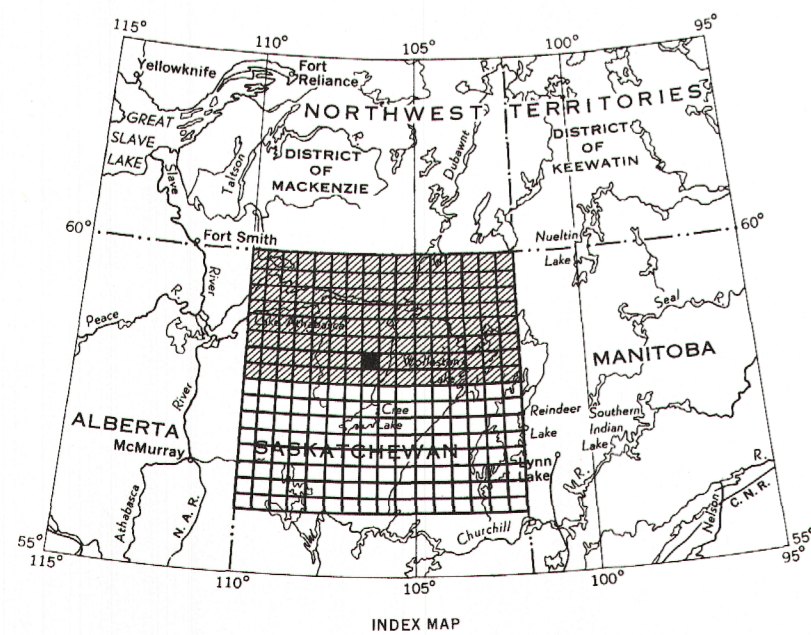 115°
110°
105°
100°
95°
Yellowknife
Fort
Reliance
R.
NORTHWEST TERRITORIES
GREAT
SLAVE
LAKE
Slave
Taltson
R.
DISTRICT
OF
MACKENZIE
Dubawnt
DISTRICT
OF
KEEWATIN
60°
Fort Smith
Nueltin
Lake
60°
River
Peace
R.
Lake Athabasca
Wollaston
Lake
Seal R.
MANITOBA
River
Cree
Lake
Reindeer
Lake
Southern
Indian
Lake
ALBERTA
McMurray
SASKATCHEWAN
Lynn
Lake
R.
R.
Athabasca
N. A. R.
Churchill
Nelson
C.N.R.
55°
115°
110°
105°
100°
55°
95°
INDEX MAP